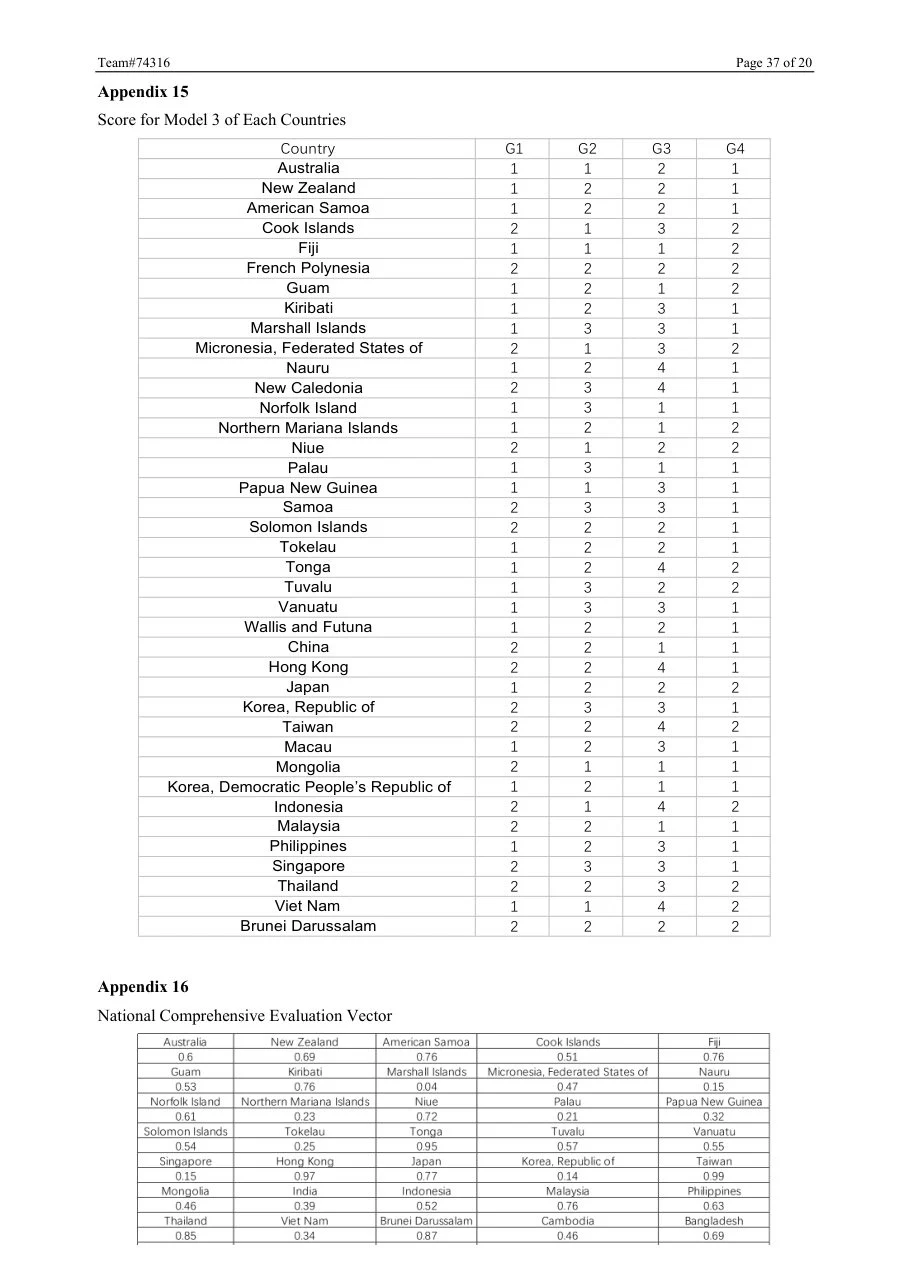 Team#74316 Page 37 of 20
Appendix 15
Score for Model 3 of Each Countries
Country G1 G2 G3 G4
Australia 1 1 2 1
New Zealand 1 2 2 1
American Samoa 1 2 2 1
Cook Islands 2 1 3 2
Fiji 1 1 1 2
French Polynesia 2 2 2 2
Guam 1 2 1 2
Kiribati 1 2 3 1
Marshall Islands 1 3 3 1
Micronesia, Federated States of 2 1 3 2
Nauru 1 2 4 1
New Caledonia 2 3 4 1
Norfolk Island 1 3 1 1
Northern Mariana Islands 1 2 1 2
Niue 2 1 2 2
Palau 1 3 1 1
Papua New Guinea 1 1 3 1
Samoa 2 3 3 1
Solomon Islands 2 2 2 1
Tokelau 1 2 2 1
Tonga 1 2 4 2
Tuvalu 1 3 2 2
Vanuatu 1 3 3 1
Wallis and Futuna 1 2 2 1
China 2 2 1 1
Hong Kong 2 2 4 1
Japan 1 2 2 2
Korea, Republic of 2 3 3 1
Taiwan 2 2 4 2
Macau 1 2 3 1
Mongolia 2 1 1 1
Korea, Democratic People’s Republic of 1 2 1 1
Indonesia 2 1 4 2
Malaysia 2 2 1 1
Philippines 1 2 3 1
Singapore 2 3 3 1
Thailand 2 2 3 2
Viet Nam 1 1 4 2
Brunei Darussalam 2 2 2 2
Appendix 16
National Comprehensive Evaluation Vector
Australia New Zealand American Samoa Cook Islands Fiji
0.6 0.69 0.76 0.51 0.76
Guam Kiribati Marshall Islands Micronesia, Federated States of Nauru
0.53 0.76 0.04 0.47 0.15
Norfolk Island Northern Mariana Islands Niue Palau Papua New Guinea
0.61 0.23 0.72 0.21 0.32
Solomon Islands Tokelau Tonga Tuvalu Vanuatu
0.54 0.25 0.95 0.57 0.55
Singapore Hong Kong Japan Korea, Republic of Taiwan
0.15 0.97 0.77 0.14 0.99
Mongolia India Indonesia Malaysia Philippines
0.46 0.39 0.52 0.76 0.63
Thailand Viet Nam Brunei Darussalam Cambodia Bangladesh
0.85 0.34 0.87 0.46 0.69